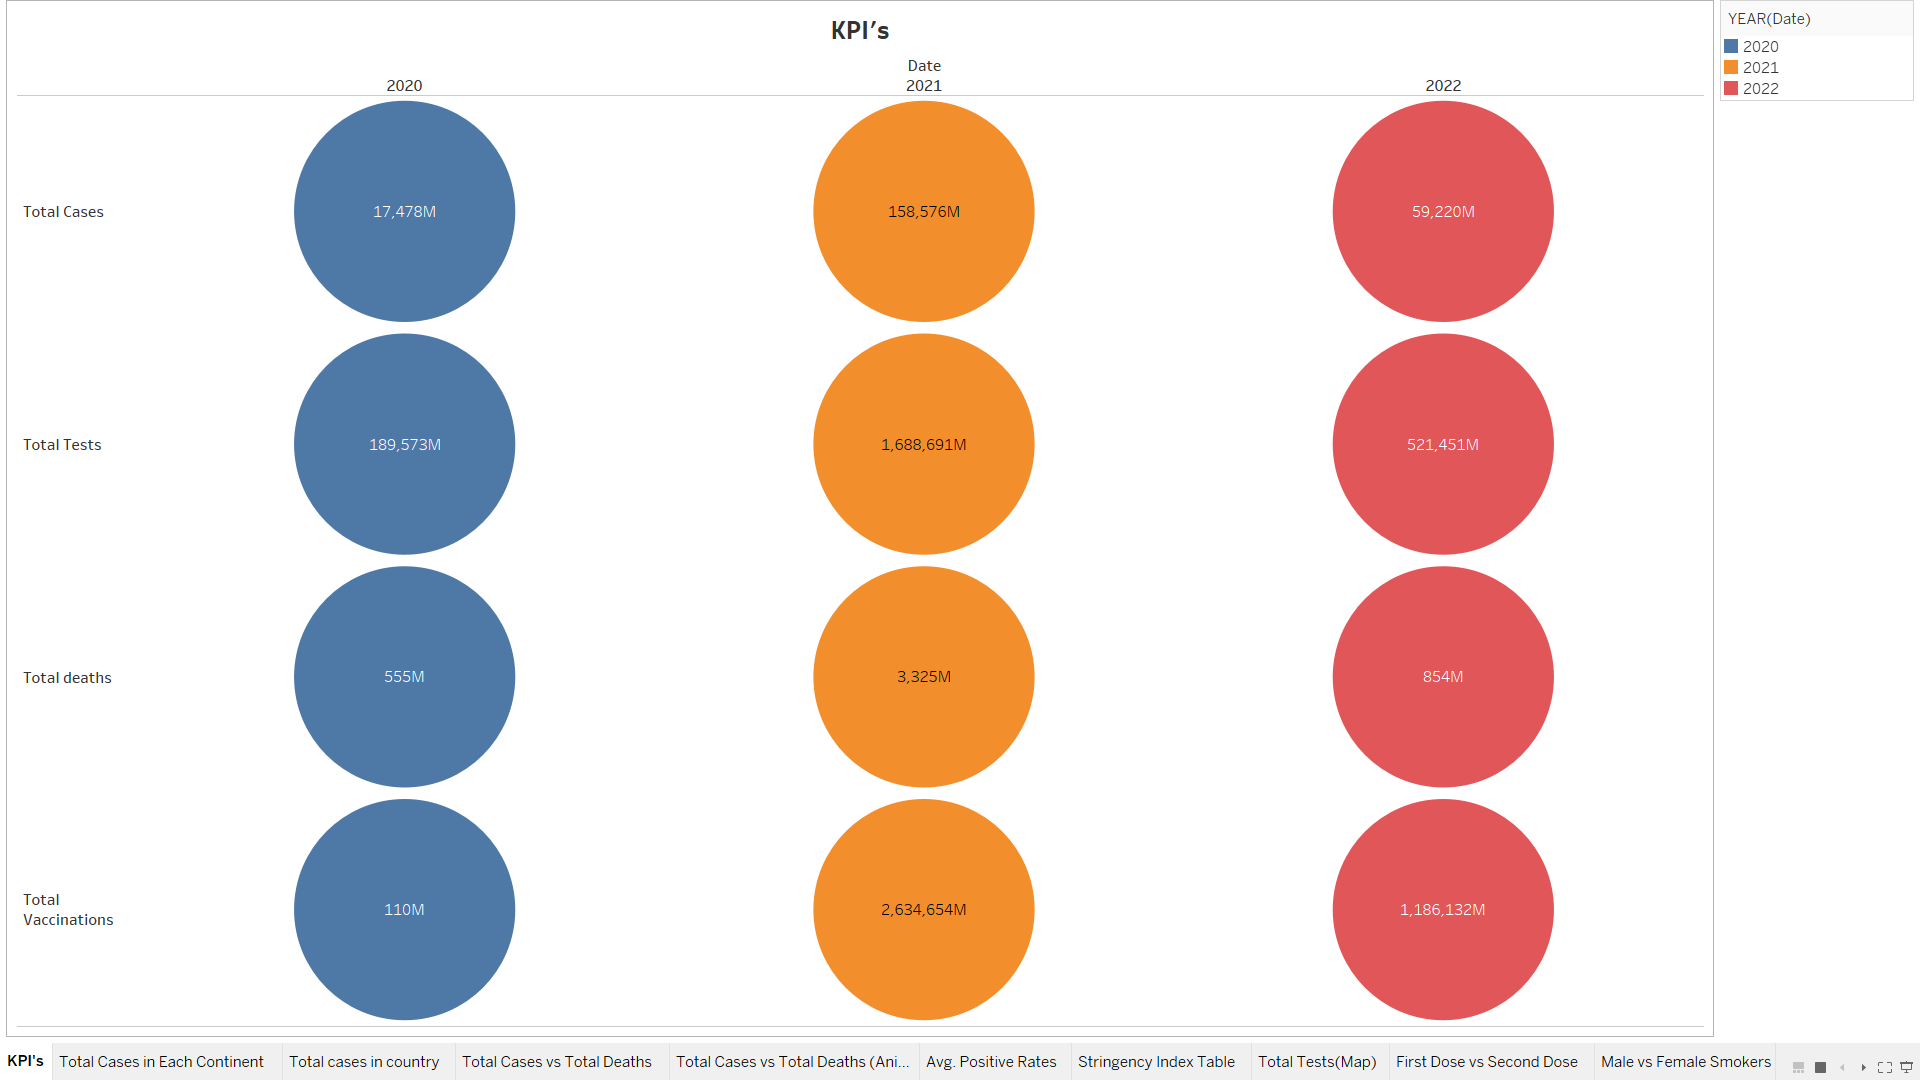 KPI’s
Date
2020 2021 2022
Total Cases 17,478M 158,576M 59,220M
Total Tests 189,573M 1,688,691M 521,451M
Total deaths 555M 3,325M 854M
Total
Vaccinations 110M 2,634,654M 1,186,132M
YEAR(Date)
2020
2021
2022
KPI's Total Cases in Each Continent Total cases in country Total Cases vs Total Deaths Total Cases vs Total Deaths (Ani... Avg. Positive Rates Stringency Index Table Total Tests(Map) First Dose vs Second Dose Male vs Female Smokers